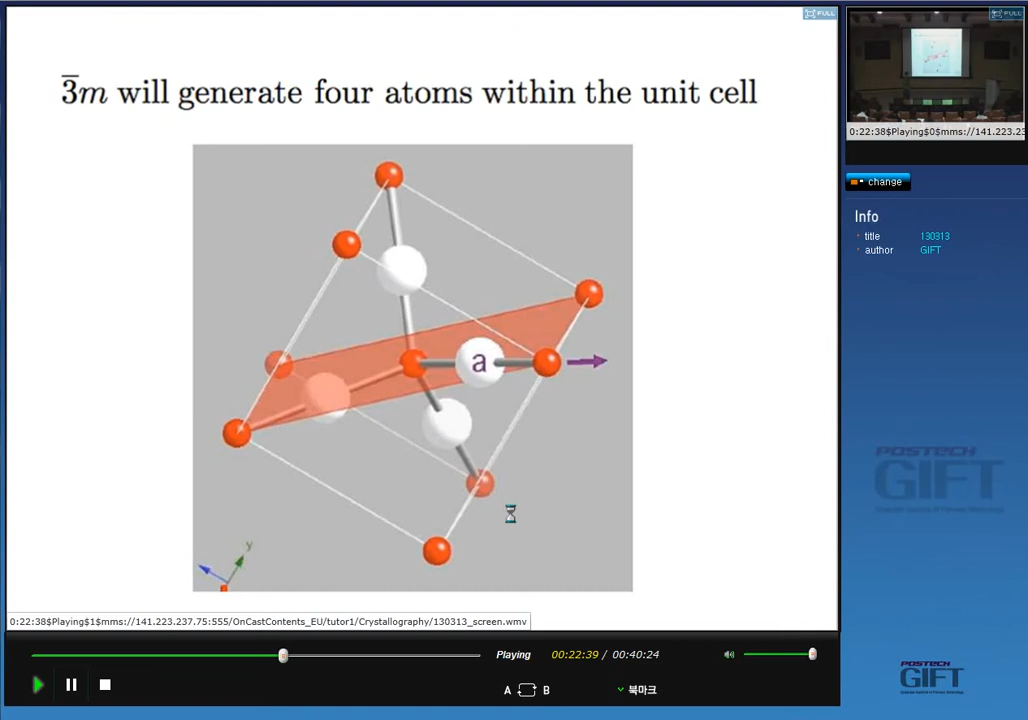 FULL
FULL
3̅m will generate four atoms within the unit cell
a
y
0:22:38$Playing$0$mms://141.223.23
change
Info
title 130313
author GIFT
POSTECH
GIFT
0:22:38$Playing$1$mms://141.223.237.75:555/OnCastContents_EU/tutor1/Crystallography/130313_screen.wmv
Playing 00:22:39 / 00:40:24
A B 북마크
POSTECH
GIFT